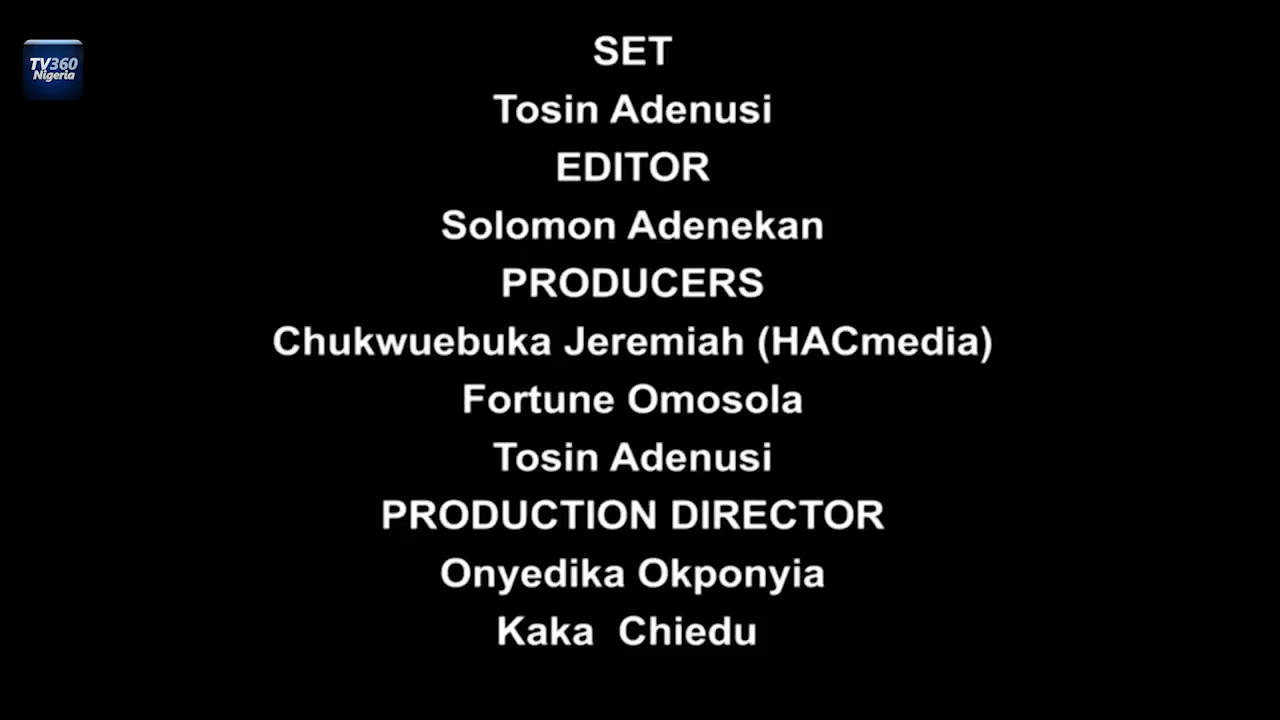 TV360
Nigeria
SET
Tosin Adenusi
EDITOR
Solomon Adenekan
PRODUCERS
Chukwuebuka Jeremiah (HACmedia)
Fortune Omosola
Tosin Adenusi
PRODUCTION DIRECTOR
Onyedika Okponyia
Kaka  Chiedu